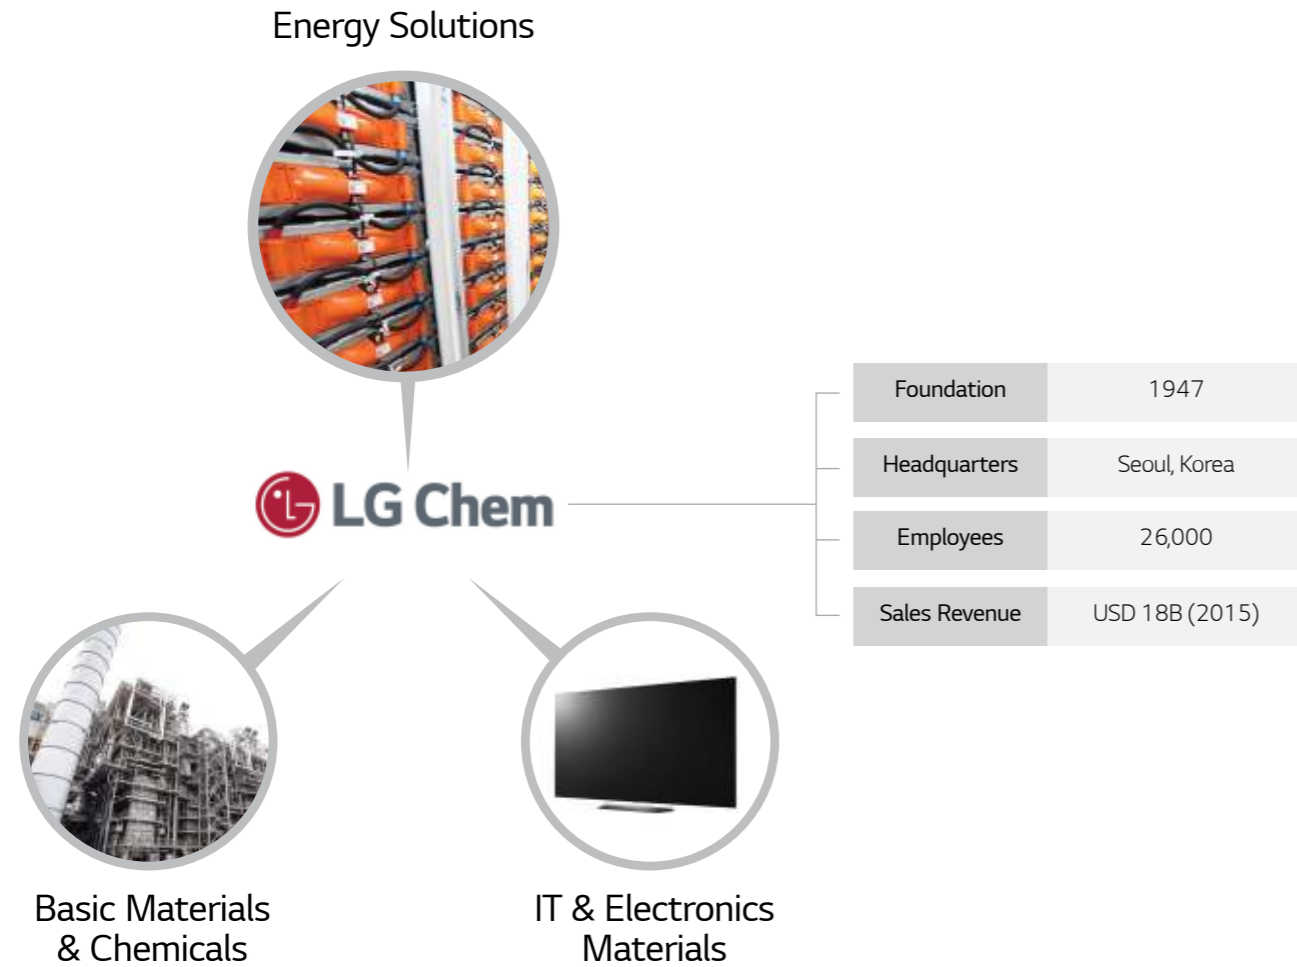 Energy Solutions
LG Chem
Foundation 1947
Headquarters Seoul, Korea
Employees 26,000
Sales Revenue USD 18B (2015)
Basic Materials
& Chemicals
IT & Electronics
Materials